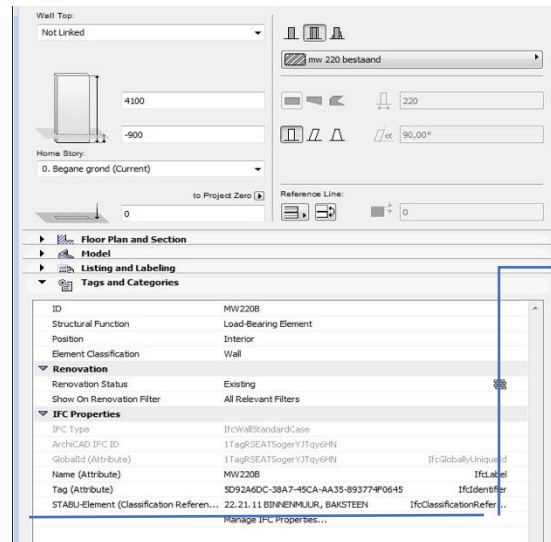 Wall Top:
Not Linked
mw 220 bestaand
4100
220
-900
90,00°
Home Story:
0. Begane grond (Current)
to Project Zero
Reference Line:
0
0
Floor Plan and Section
Model
Listing and Labeling
Tags and Categories
ID MW220B
Structural Function Load-Bearing Element
Position Interior
Element Classification Wall
Renovation
Renovation Status Existing
Show On Renovation Filter All Relevant Filters
IFC Properties
IFC Type IfcWallStandardCase
ArchiCAD IFC ID 1TagRSEAT5ogerYJTqy6HN
GlobalId (Attribute) 1TagRSEAT5ogerYJTqy6HN IfcGloballyUniqueId
Name (Attribute) MW220B IfcLabel
Tag (Attribute) 5D92A6DC-38A7-45CA-AA35-893774F0645 IfcIdentifier
STABU-Element (Classification Referen... 22.21.11 BINNENMUUR, BAKSTEEN IfcClassificationRefer...
Manage IFC Properties...